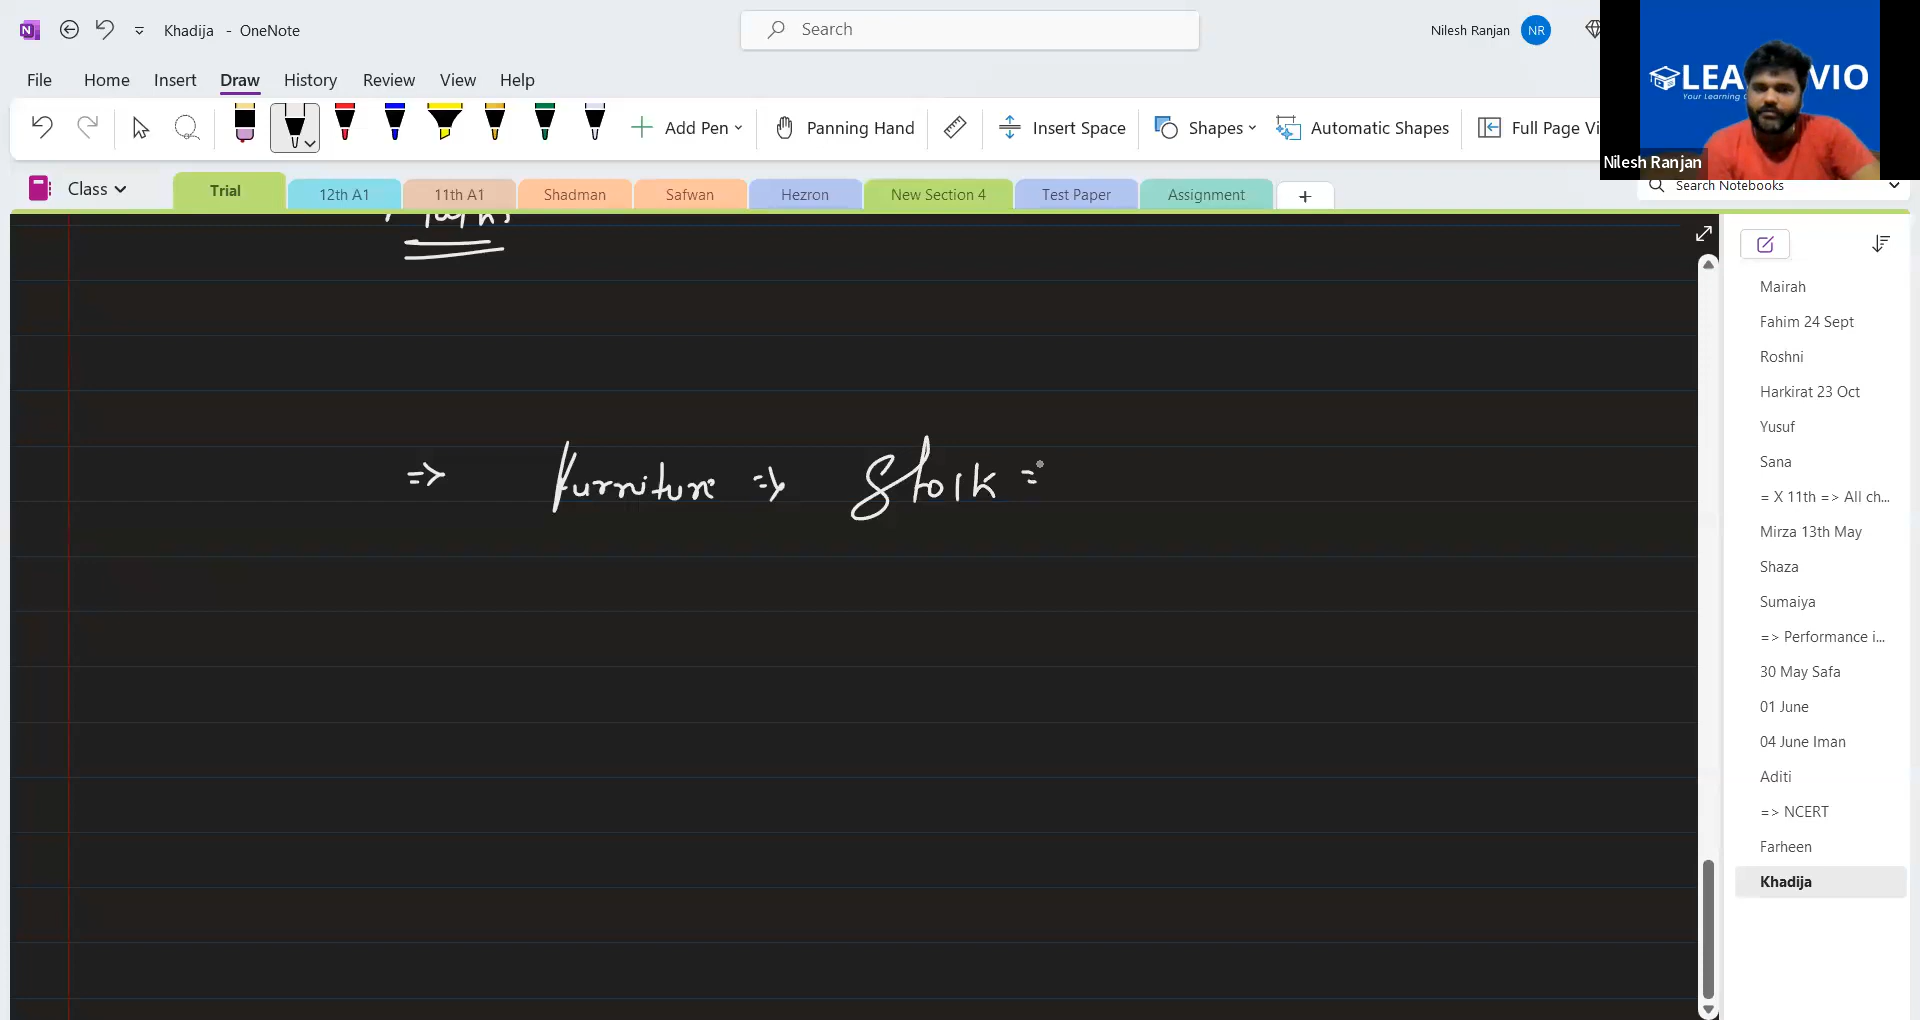 Khadija - OneNote
Search
Nilesh Ranjan NR
File Home Insert Draw History Review View Help
Add Pen Panning Hand Insert Space Shapes Automatic Shapes Full Page Vi
LEA VIO
Your Learning
Nilesh Ranjan
Class Trial 12th A1 11th A1 Shadman Safwan Hezron New Section 4 Test Paper Assignment +
Search Notebooks
=> Furniture => Stock =
Mairah
Fahim 24 Sept
Roshni
Harkirat 23 Oct
Yusuf
Sana
= X 11th => All ch...
Mirza 13th May
Shaza
Sumaiya
=> Performance i...
30 May Safa
01 June
04 June Iman
Aditi
=> NCERT
Farheen
Khadija